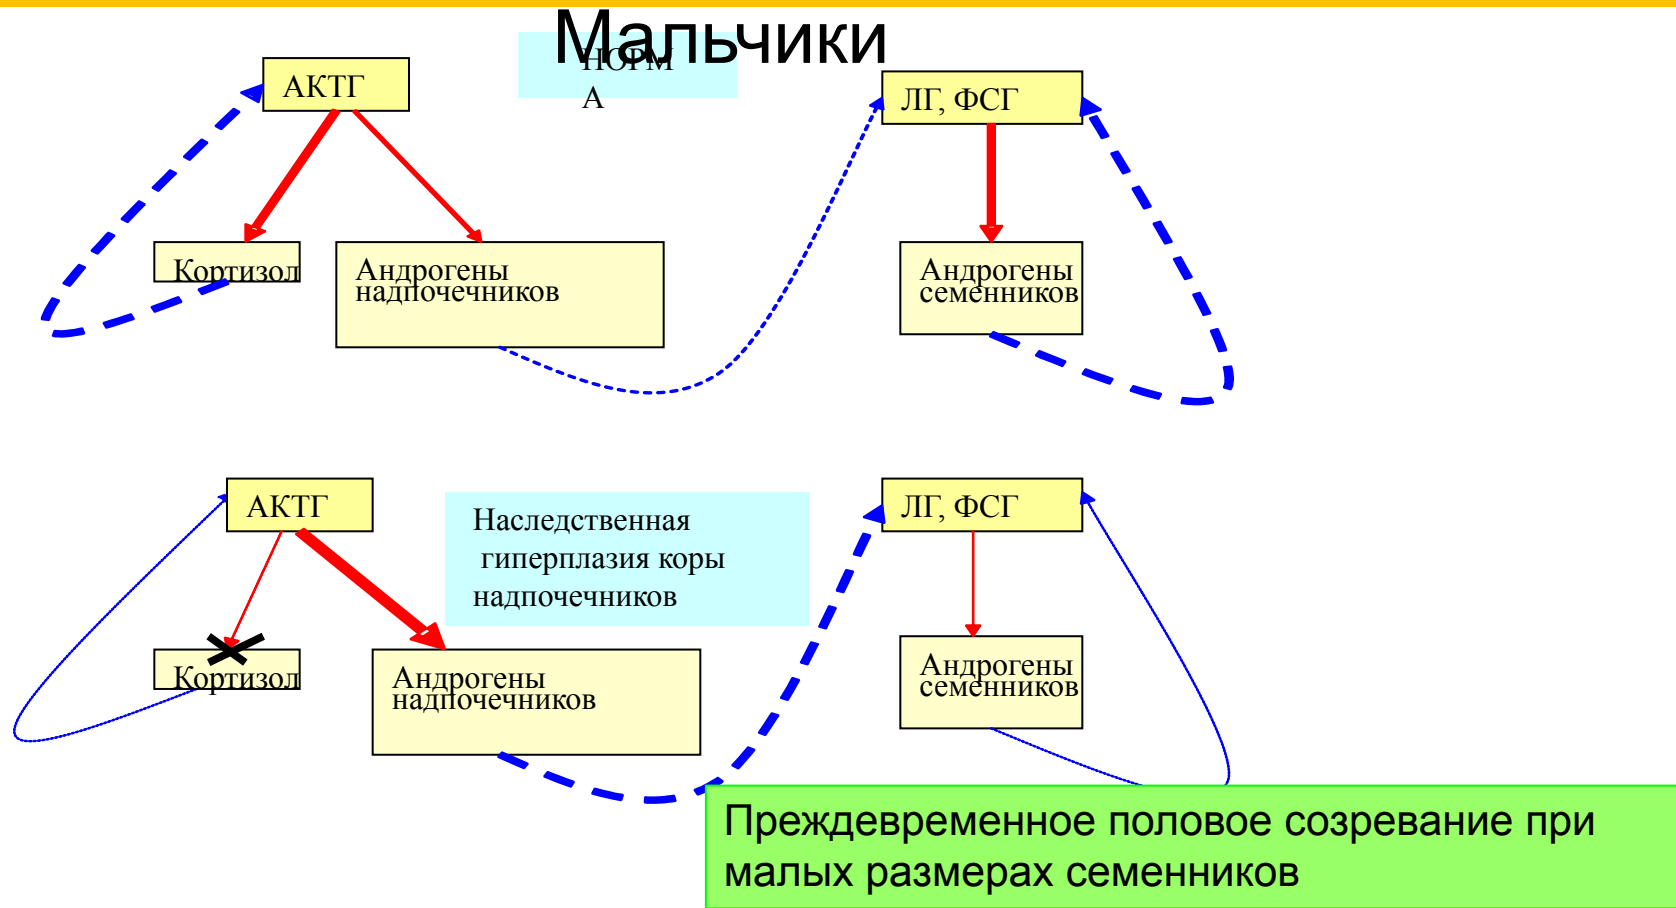 Мальчики
НОРМ
А
АКТГ
ЛГ, ФСГ
Кортизол
Андрогены
надпочечников
Андрогены
семенников
АКТГ
Наследственная
гиперплазия коры
надпочечников
ЛГ, ФСГ
Кортизол
Андрогены
надпочечников
Андрогены
семенников
Преждевременное половое созревание при
малых размерах семенников